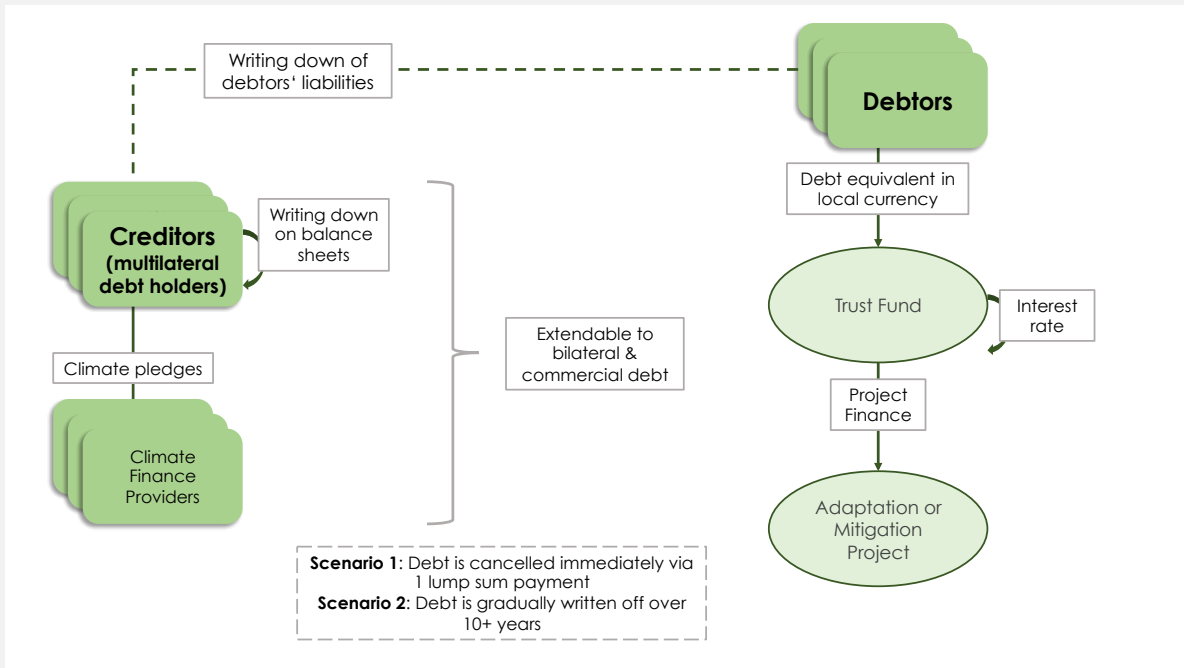 Writing down of
debtors‘ liabilities
Debtors
Debt equivalent in
local currency
Creditors
(multilateral
debt holders)
Writing down
on balance
sheets
Trust Fund
Interest
rate
Extendable to
bilateral &
commercial debt
Climate pledges
Project
Finance
Climate
Finance
Providers
Adaptation or
Mitigation
Project
Scenario 1: Debt is cancelled immediately via
1 lump sum payment
Scenario 2: Debt is gradually written off over
10+ years